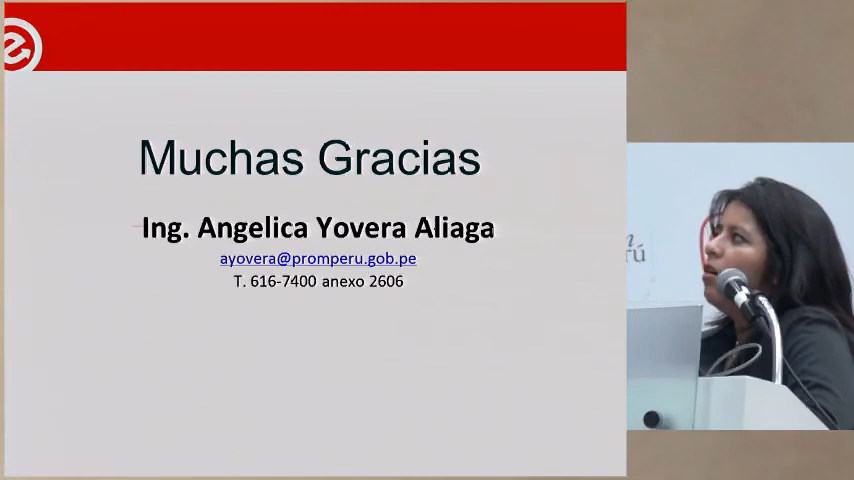 Muchas Gracias
Ing. Angelica Yovera Aliaga
ayovera@promperu.gob.pe
T. 616-7400 anexo 2606